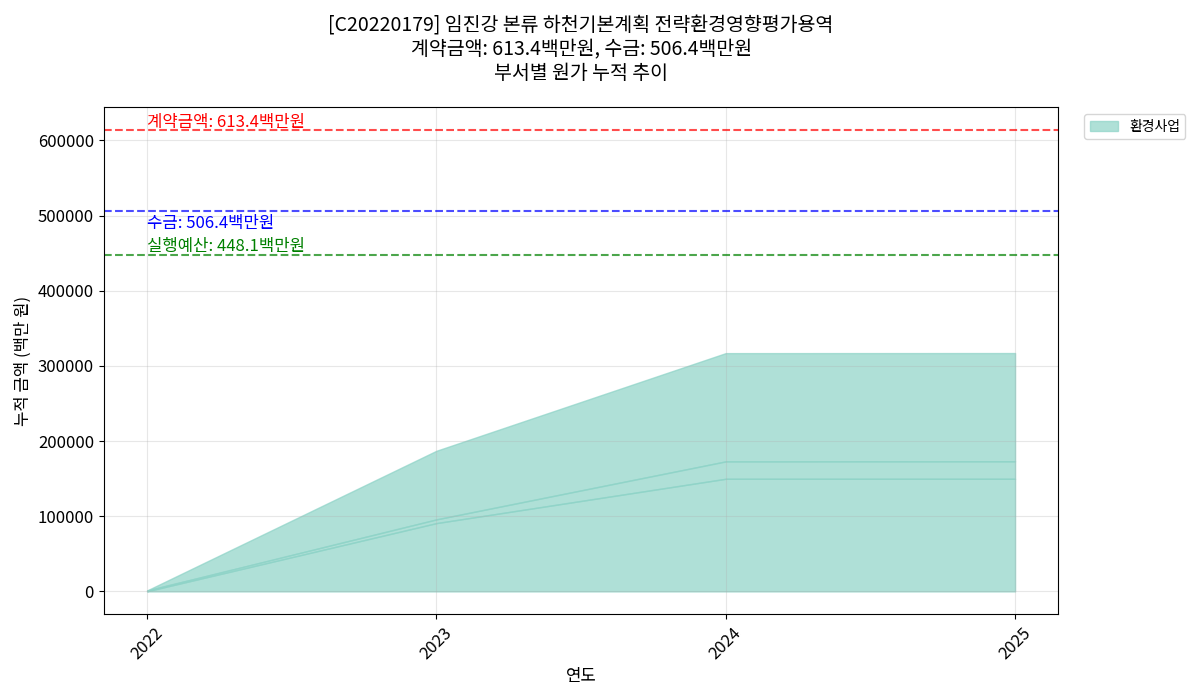 [C20220179] 임진강 본류 하천기본계획 전략환경영향평가용역
계약금액: 613.4백만원, 수금: 506.4백만원
부서별 원가 누적 추이
계약금액: 613.4백만원
수금: 506.4백만원
실행예산: 448.1백만원
환경사업
누적 금액 (백만 원)
600000
500000
400000
300000
200000
100000
0
2022
2023
2024
2025
연도